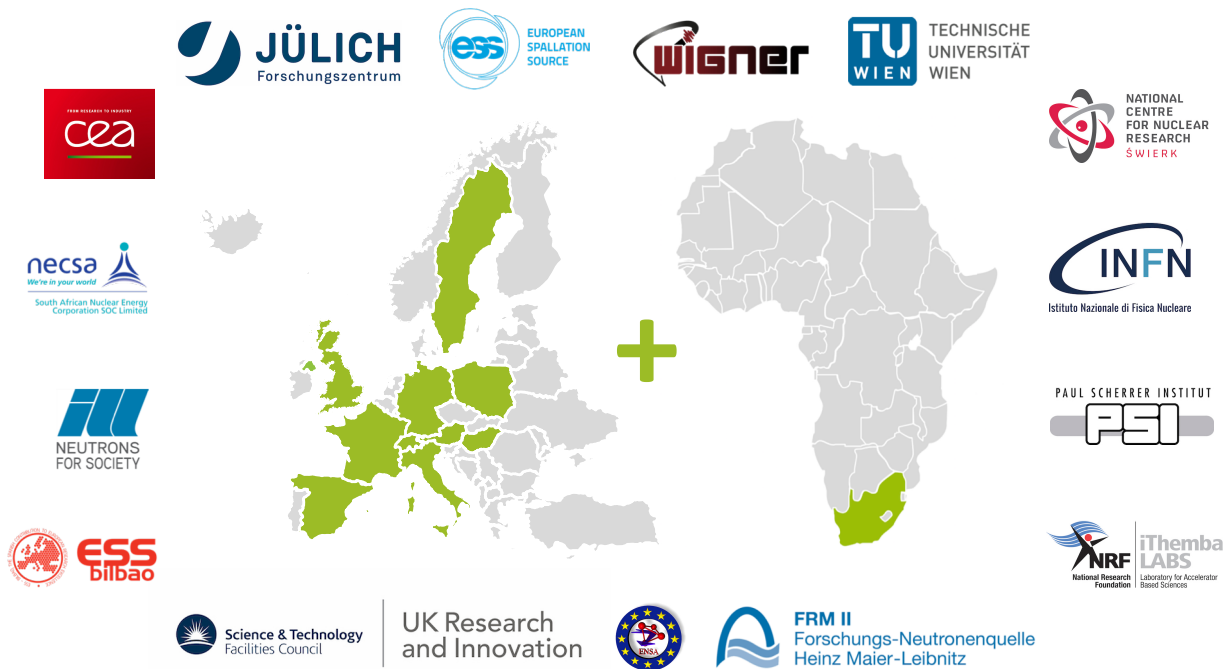 JÜLICH
Forschungszentrum
ess
EUROPEAN
SPALLATION
SOURCE
wigner
TU
WIEN
TECHNISCHE
UNIVERSITÄT
WIEN
FROM RESEARCH TO INDUSTRY
cea
NATIONAL
CENTRE
FOR NUCLEAR
RESEARCH
ŚWIERK
necsa
We're in your world
South African Nuclear Energy
Corporation SOC Limited
INFN
Istituto Nazionale di Fisica Nucleare
ill
NEUTRONS
FOR SOCIETY
PAUL SCHERRER INSTITUT
PSI
ESS
bilbao
NRF
National Research
Foundation
iThemba
LABS
Laboratory for Accelerator
Based Sciences
Science & Technology
Facilities Council
UK Research
and Innovation
ENSA
FRM II
Forschungs-Neutronenquelle
Heinz Maier-Leibnitz